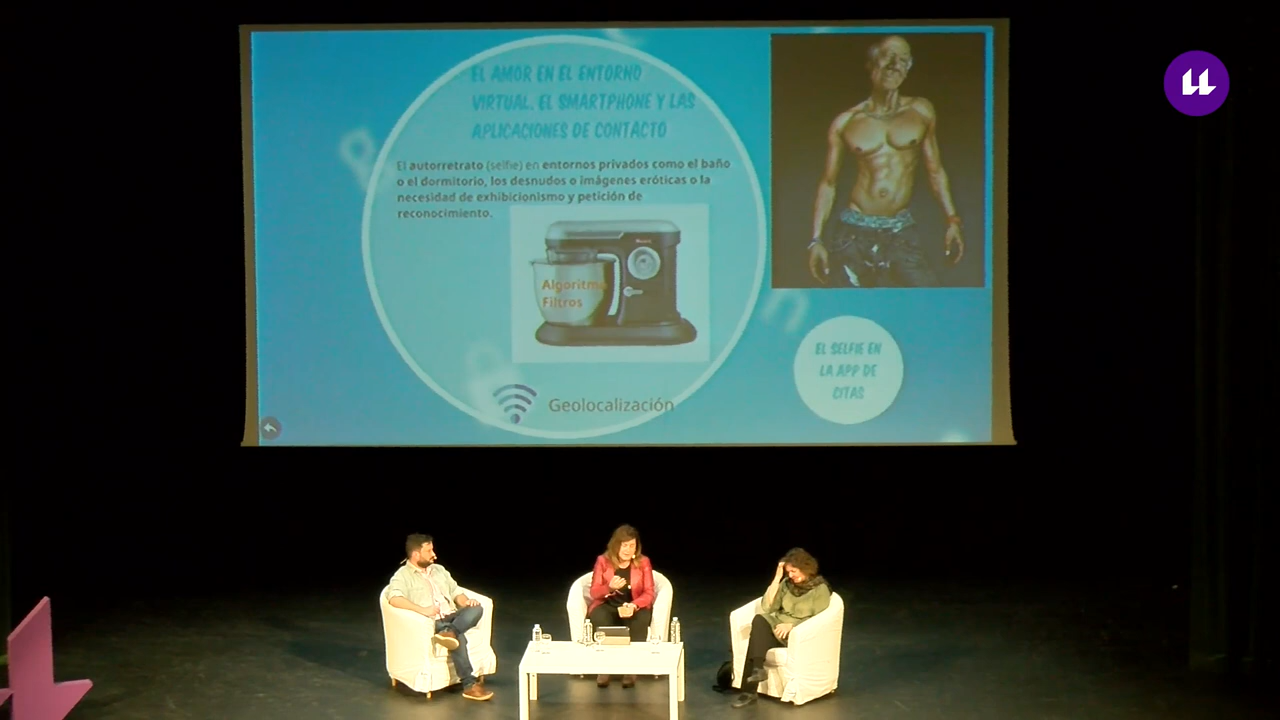 EL AMOR EN EL ENTORNO
VIRTUAL. EL SMARTPHONE Y LAS
APLICACIONES DE CONTACTO
El autorretrato (selfie) en entornos privados como el baño
o el dormitorio, los desnudos o imágenes eróticas o la
necesidad de exhibicionismo y petición de
reconocimiento.
Algoritmo
Filtros
Geolocalización
EL SELFIE EN
LA APP DE
CITAS